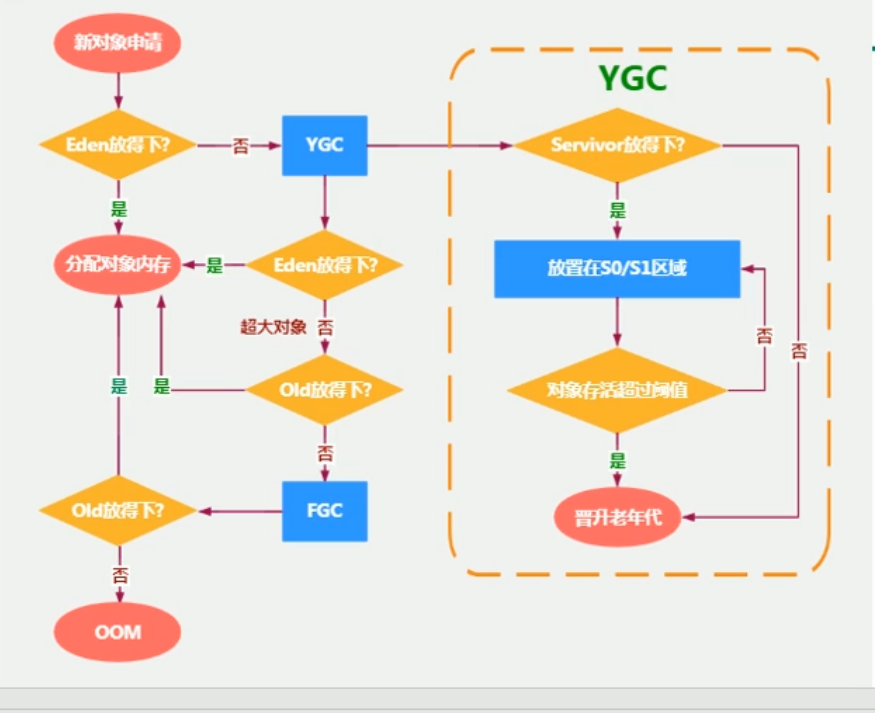 新对象申请
YGC
Eden放得下?
否
YGC
Servivor放得下?
是
是
分配对象内存
是
Eden放得下?
放置在S0/S1区域
超大对象 否
否
否
是
是
Old放得下?
对象存活超过阈值
否
是
Old放得下?
FGC
晋升老年代
否
OOM